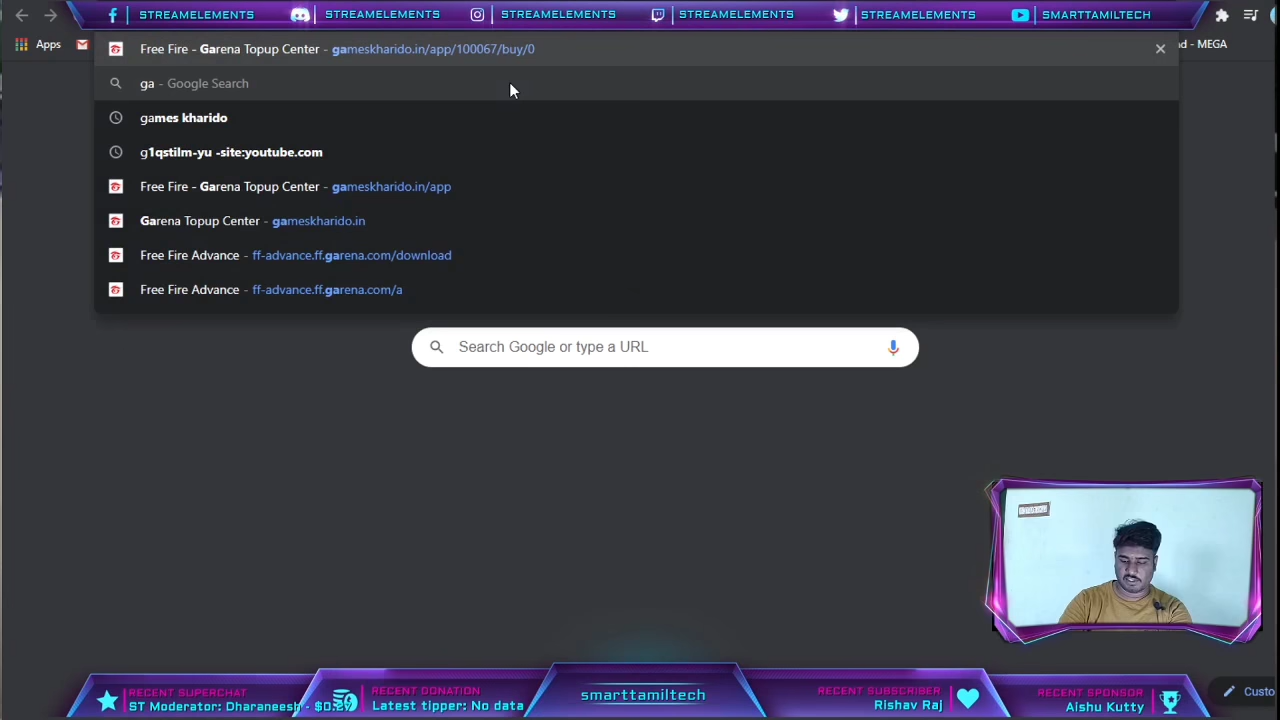 STREAMELEMENTS STREAMELEMENTS STREAMELEMENTS STREAMELEMENTS STREAMELEMENTS SMARTTAMILTECH
Apps
d - MEGA
Free Fire - Garena Topup Center - gameskharido.in/app/100067/buy/0
ga - Google Search
games kharido
g1qstilm-yu -site:youtube.com
Free Fire - Garena Topup Center - gameskharido.in/app
Garena Topup Center - gameskharido.in
Free Fire Advance - ff-advance.ff.garena.com/download
Free Fire Advance - ff-advance.ff.garena.com/a
Search Google or type a URL
RECENT SUPERCHAT
ST Moderator: Dharaneesh - $0.
RECENT DONATION
Latest tipper: No data
smarttamiltech
RECENT SUBSCRIBER
Rishav Raj
RECENT SPONSOR
Aishu Kutty
Custo